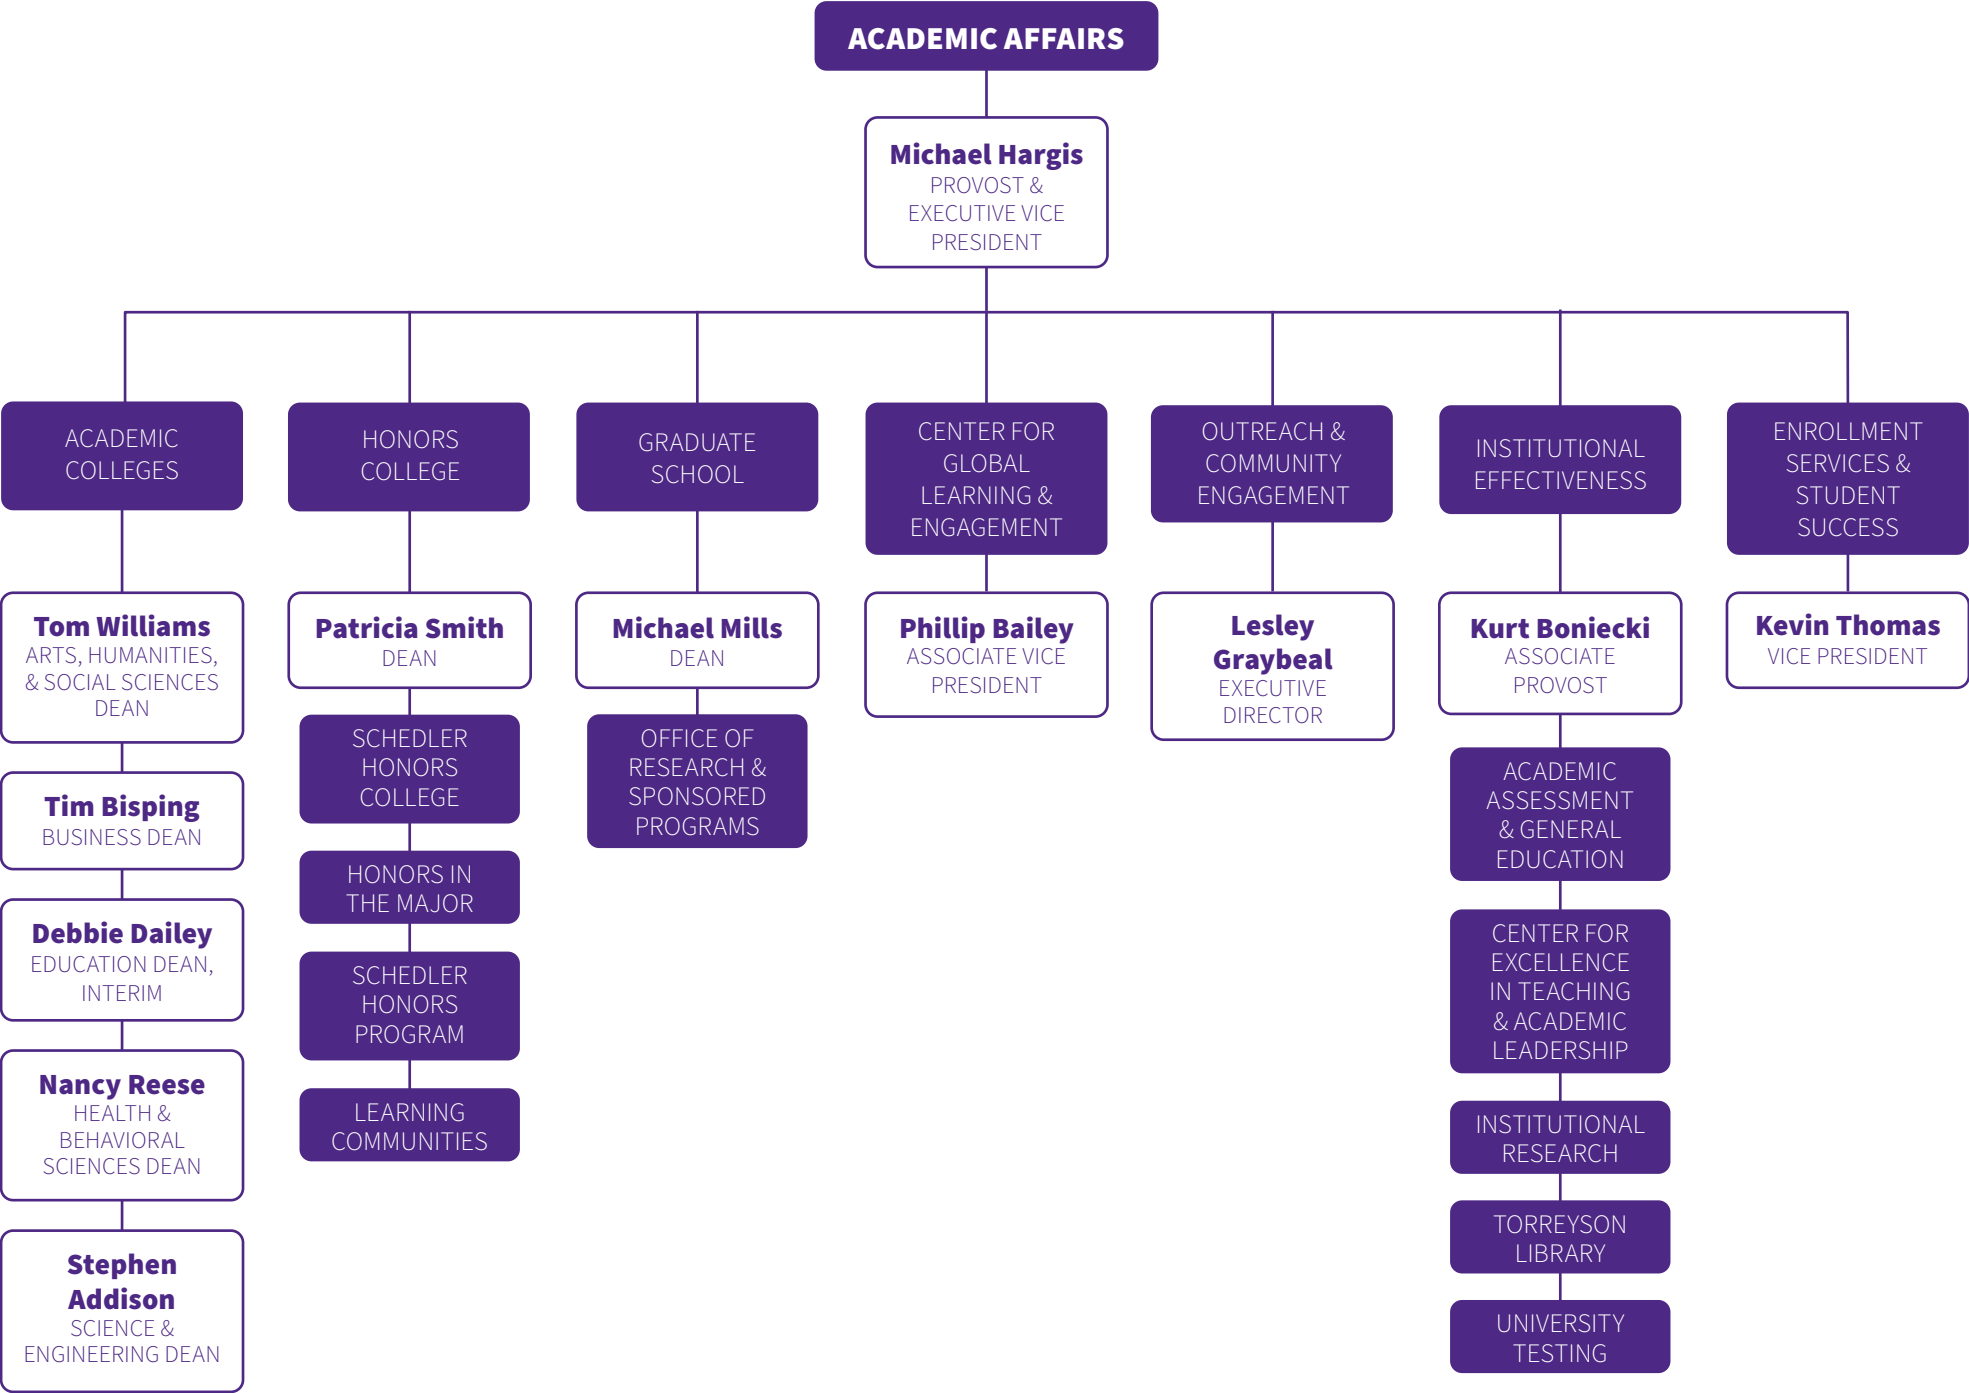 ACADEMIC AFFAIRS
Michael Hargis
PROVOST &
EXECUTIVE VICE
PRESIDENT
ACADEMIC
COLLEGES
Tom Williams
ARTS, HUMANITIES,
& SOCIAL SCIENCES
DEAN
Tim Bisping
BUSINESS DEAN
Debbie Dailey
EDUCATION DEAN,
INTERIM
Nancy Reese
HEALTH &
BEHAVIORAL
SCIENCES DEAN
Stephen
Addison
SCIENCE &
ENGINEERING DEAN
HONORS
COLLEGE
Patricia Smith
DEAN
SCHEDLER
HONORS
COLLEGE
HONORS IN
THE MAJOR
SCHEDLER
HONORS
PROGRAM
LEARNING
COMMUNITIES
GRADUATE
SCHOOL
Michael Mills
DEAN
OFFICE OF
RESEARCH &
SPONSORED
PROGRAMS
CENTER FOR
GLOBAL
LEARNING &
ENGAGEMENT
Phillip Bailey
ASSOCIATE VICE
PRESIDENT
OUTREACH &
COMMUNITY
ENGAGEMENT
Lesley
Graybeal
EXECUTIVE
DIRECTOR
INSTITUTIONAL
EFFECTIVENESS
Kurt Boniecki
ASSOCIATE
PROVOST
ACADEMIC
ASSESSMENT
& GENERAL
EDUCATION
CENTER FOR
EXCELLENCE
IN TEACHING
& ACADEMIC
LEADERSHIP
INSTITUTIONAL
RESEARCH
TORREYSON
LIBRARY
UNIVERSITY
TESTING
ENROLLMENT
SERVICES &
STUDENT
SUCCESS
Kevin Thomas
VICE PRESIDENT